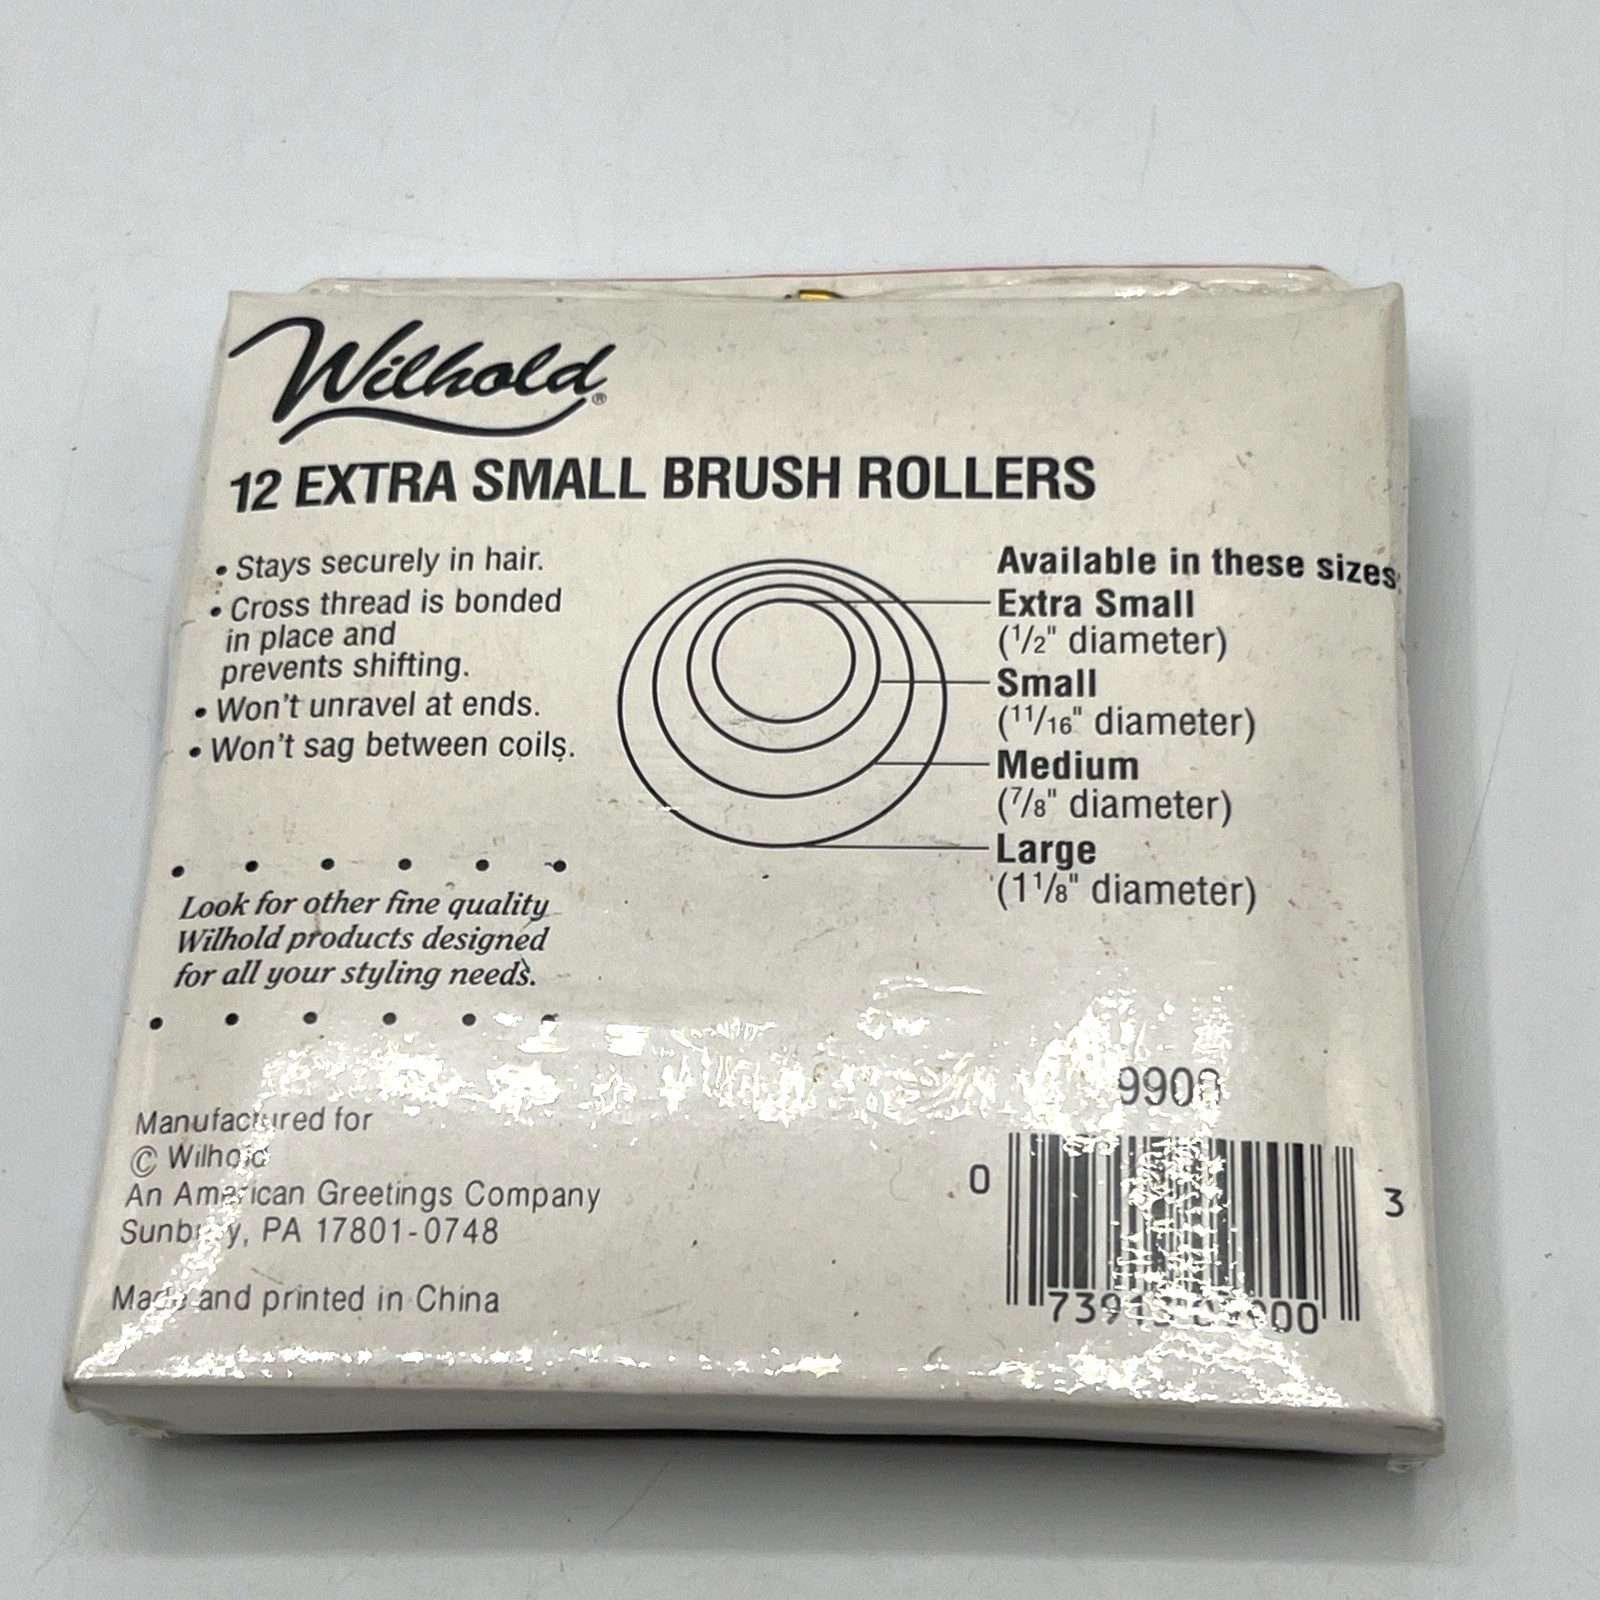 Wilhold®
12 EXTRA SMALL BRUSH ROLLERS
• Stays securely in hair.
• Cross thread is bonded
in place and
prevents shifting.
• Won't unravel at ends.
• Won't sag between coils.
Look for other fine quality
Wilhold products designed
for all your styling needs.
Available in these sizes:
Extra Small
(1/2" diameter)
Small
(11/16" diameter)
Medium
(7/8" diameter)
Large
(1 1/8" diameter)
Manufactured for
© Wilhold
An American Greetings Company
Sunbury, PA 17801-0748
Made and printed in China
9900
0
3